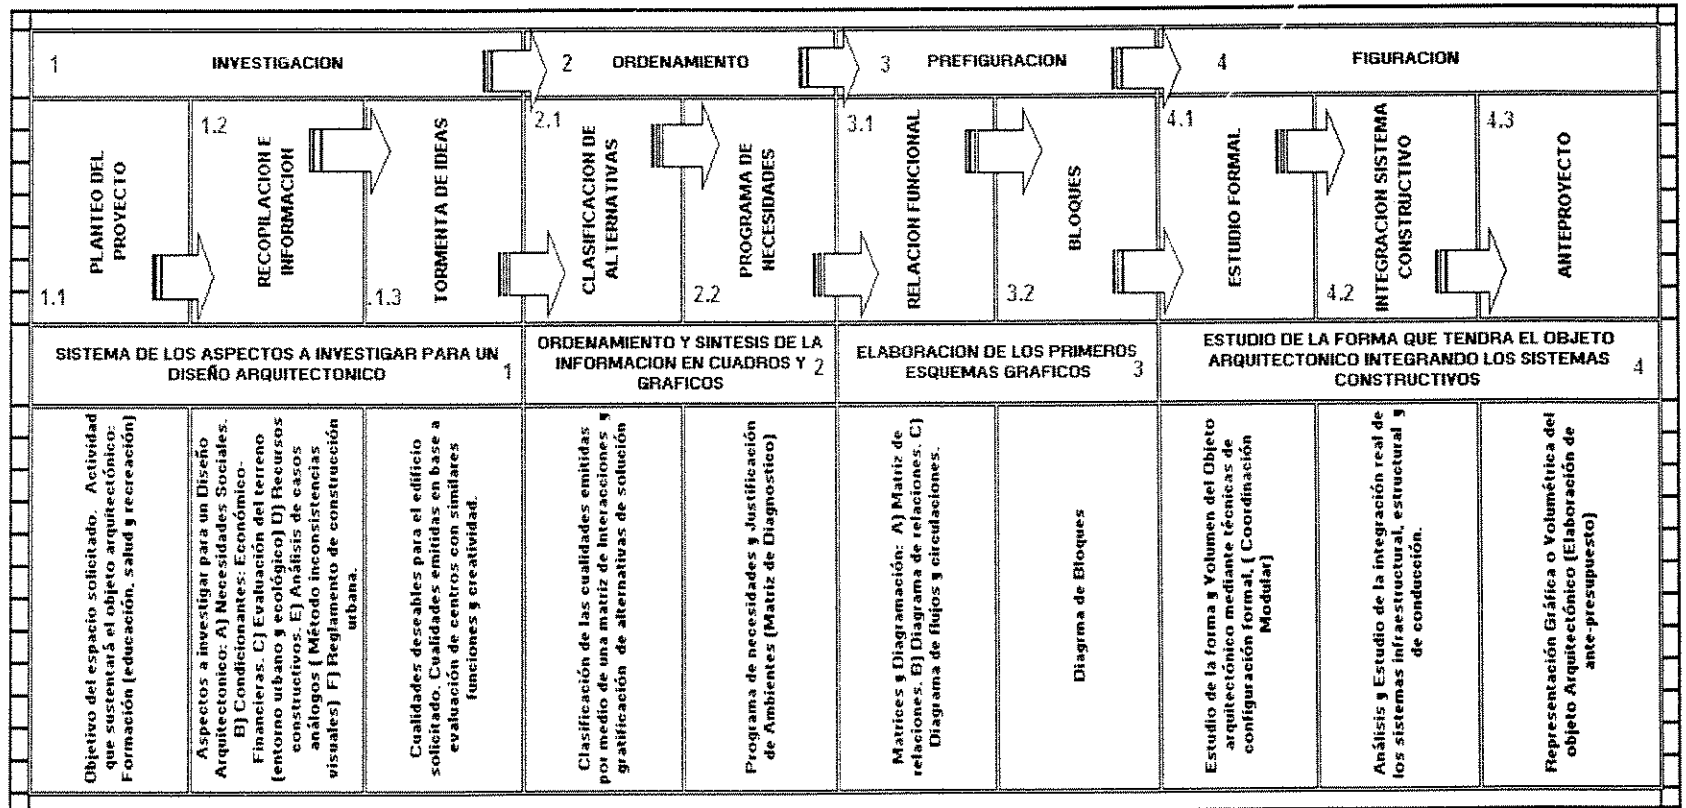 1 INVESTIGACION
2 ORDENAMIENTO
3 PREFIGURACION
4 FIGURACION
1.1
PLANTEO DEL
PROYECTO
1.2
RECOPILACION E
INFORMACION
.1.3
TORMENTA DE IDEAS
2.1
CLASIFICACION DE
ALTERNATIVAS
2.2
PROGRAMA DE
NECESIDADES
3.1
RELACION FUNCIONAL
3.2
BLOQUES
4.1
ESTUDIO FORMAL
4.2
INTEGRACION SISTEMA
CONSTRUCTIVO
4.3
ANTEPROYECTO
SISTEMA DE LOS ASPECTOS A INVESTIGAR PARA UN
DISEÑO ARQUITECTONICO 1
ORDENAMIENTO Y SINTESIS DE LA
INFORMACION EN CUADROS Y
GRAFICOS 2
ELABORACION DE LOS PRIMEROS
ESQUEMAS GRAFICOS 3
ESTUDIO DE LA FORMA QUE TENDRA EL OBJETO
ARQUITECTONICO INTEGRANDO LOS SISTEMAS
CONSTRUCTIVOS 4
Objetivo del espacio solicitado. Actividad
que sustentará el objeto arquitectónico:
Formación (educación, salud y recreación)
Aspectos a investigar para un Diseño
Arquitectonico: A) Necesidades Sociales.
B) Condicionantes: Económico-
Financieras. C) Evaluación del terreno
(entorno urbano y ecológico) D) Recursos
constructivos. E) Análisis de casos
análogos ( Método inconsistencias
visuales) F) Reglamento de construcción
urbana.
Cualidades deseables para el edificio
solicitado. Cualidades emitidas en base a
evaluación de centros con similares
funciones y creatividad.
Clasificación de las cualidades emitidas
por medio de una matriz de Interacciones y
gratificación de alternativas de solución
Programa de necesidades y Justificación
de Ambientes (Matriz de Diagnostico)
Matrices y Diagramación: A) Matriz de
relaciones. B) Diagrama de relaciones. C)
Diagrama de flujos y circulaciones.
Diagrma de Bloques
Estudio de la forma y Volumen del Objeto
arquitectónico mediante técnicas de
configuración formal, ( Coordinación
Modular)
Análisis y Estudio de la integración real de
los sistemas infraestructural, estructural y
de conducción.
Representación Gráfica o Volumétrica del
objeto Arquitectónico (Elaboración de
ante-presupuesto)